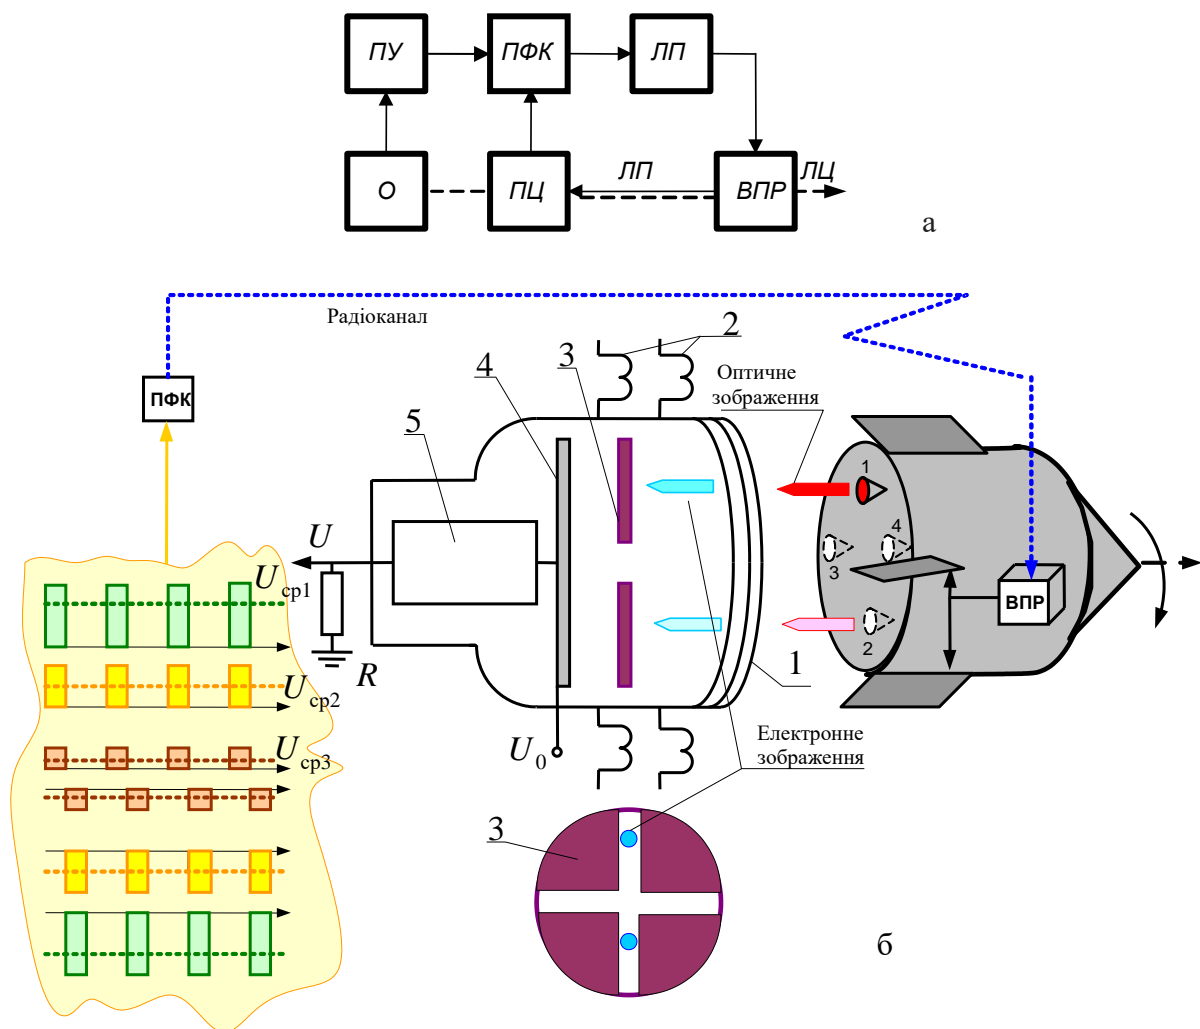 ПУ
ПФК
ЛП
О
ПЦ
ЛП
ВПР
ЛЦ
а
Радіоканал
2
Оптичне
зображення
4
3
ПФК
5
1
4
3
2
ВПР
U
U ср1
R
1
U ср2
U ср3
U 0
Електронне
зображення
3
б